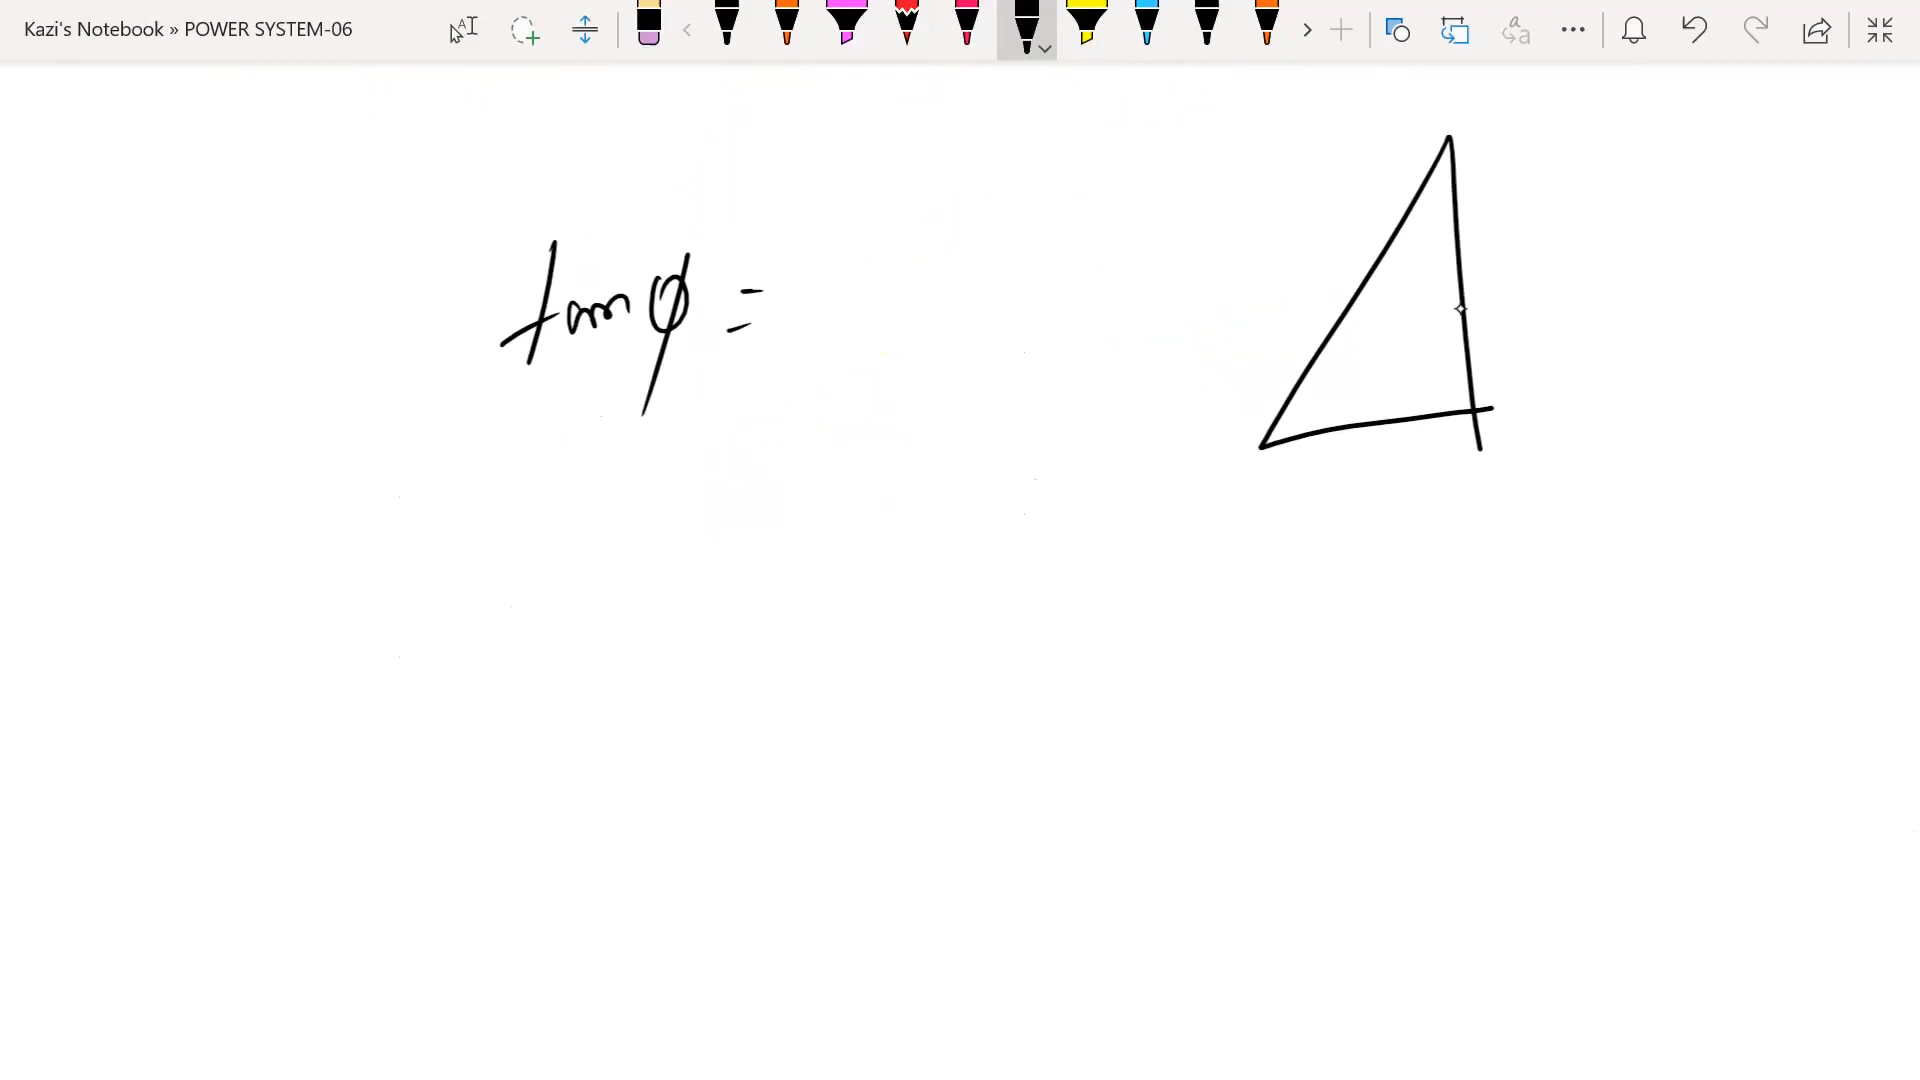 Kazi's Notebook » POWER SYSTEM-06
tan φ =